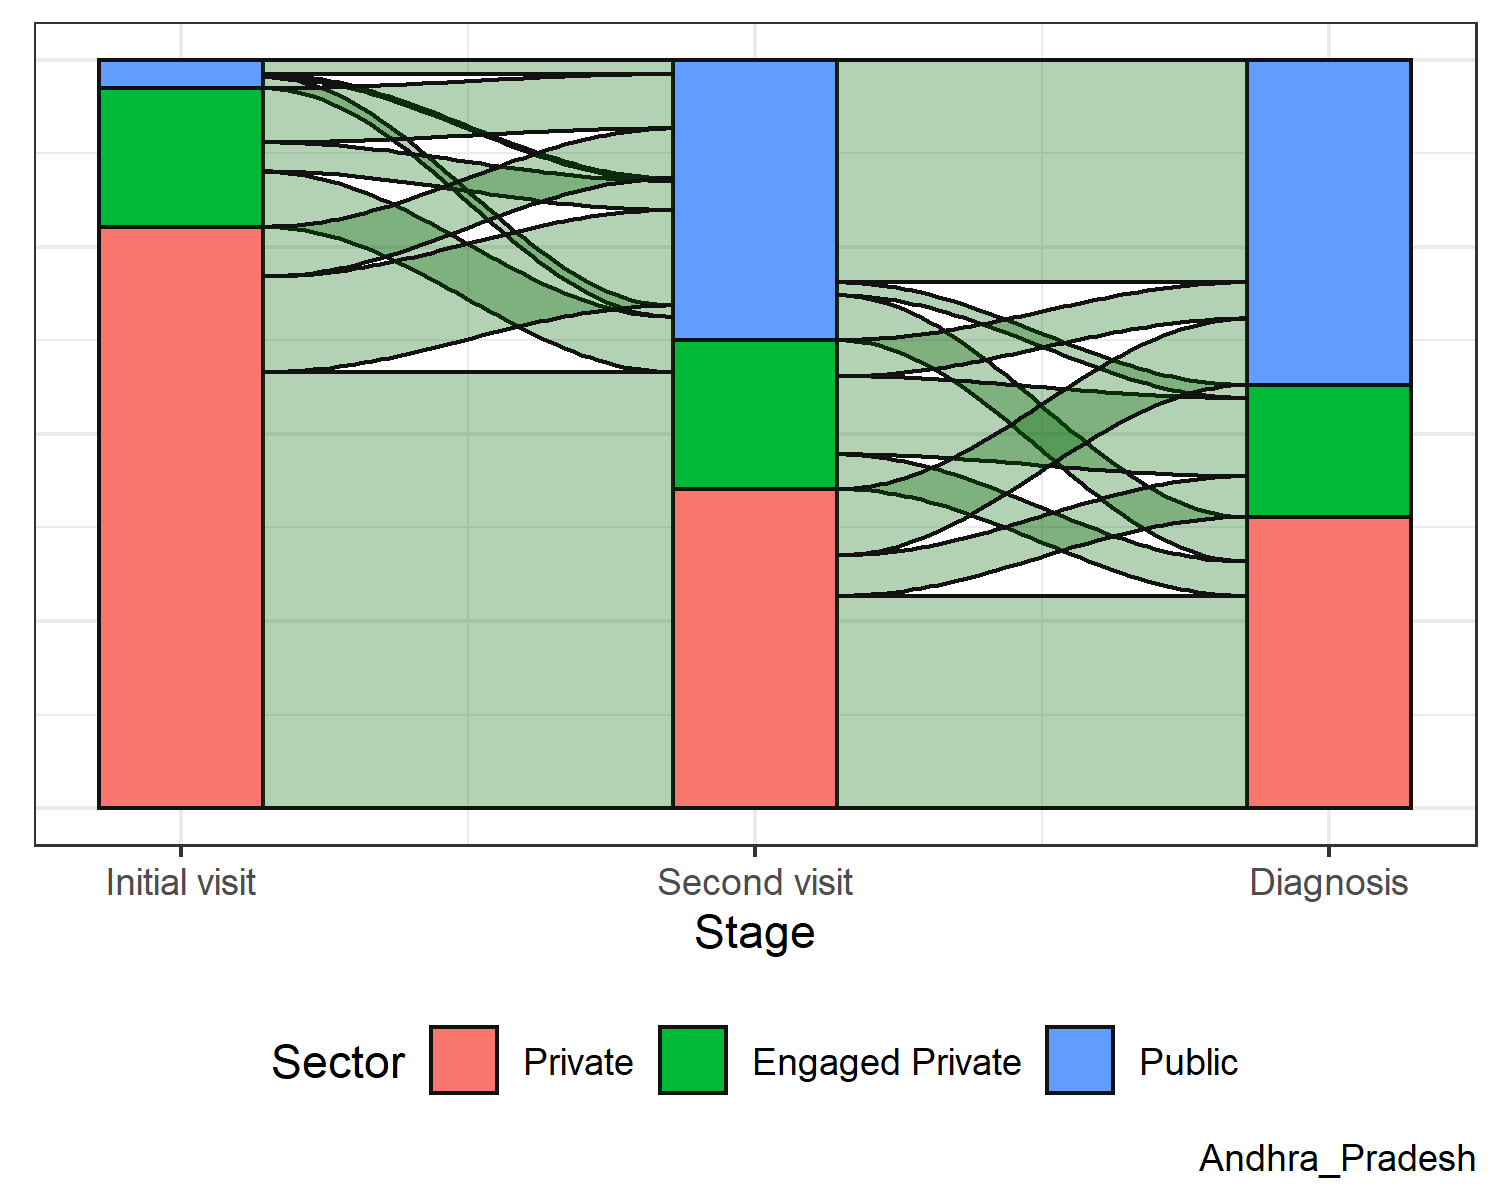 Initial visit Second visit Diagnosis
Stage
Sector Private Engaged Private Public
Andhra_Pradesh